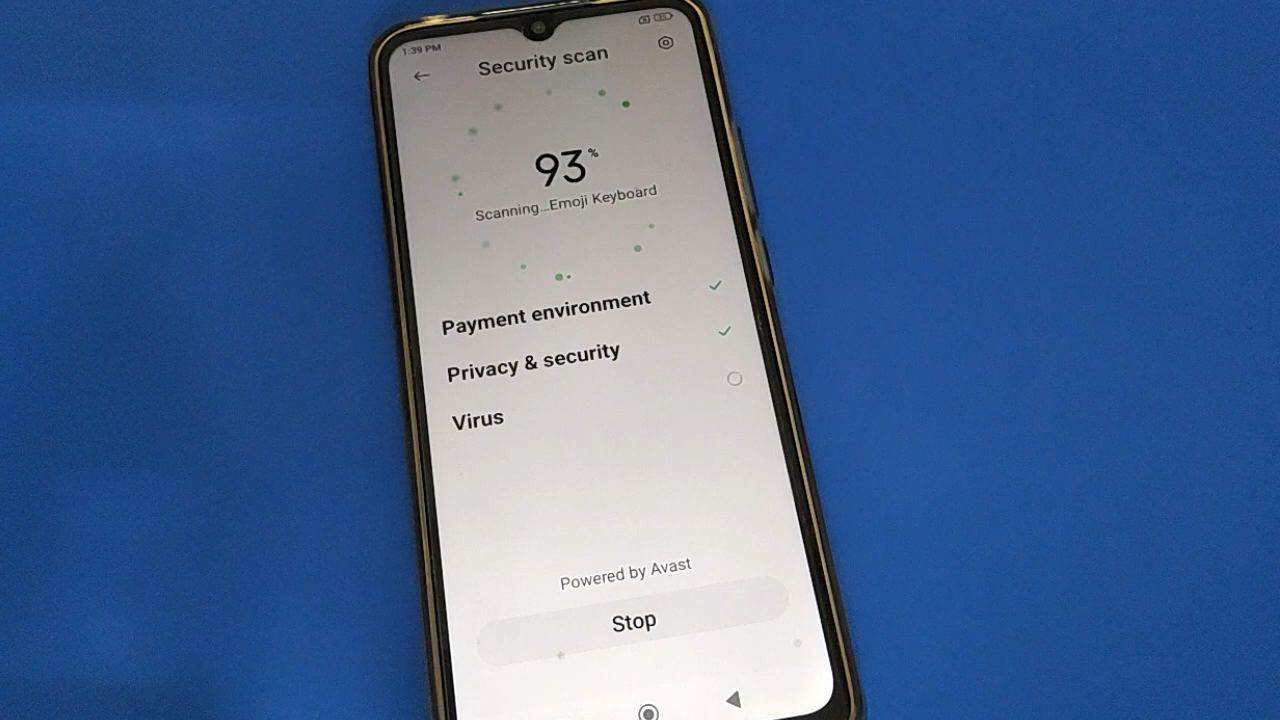 1:39 PM
Security scan
93%
Scanning...Emoji Keyboard
Payment environment
Privacy & security
Virus
Powered by Avast
Stop